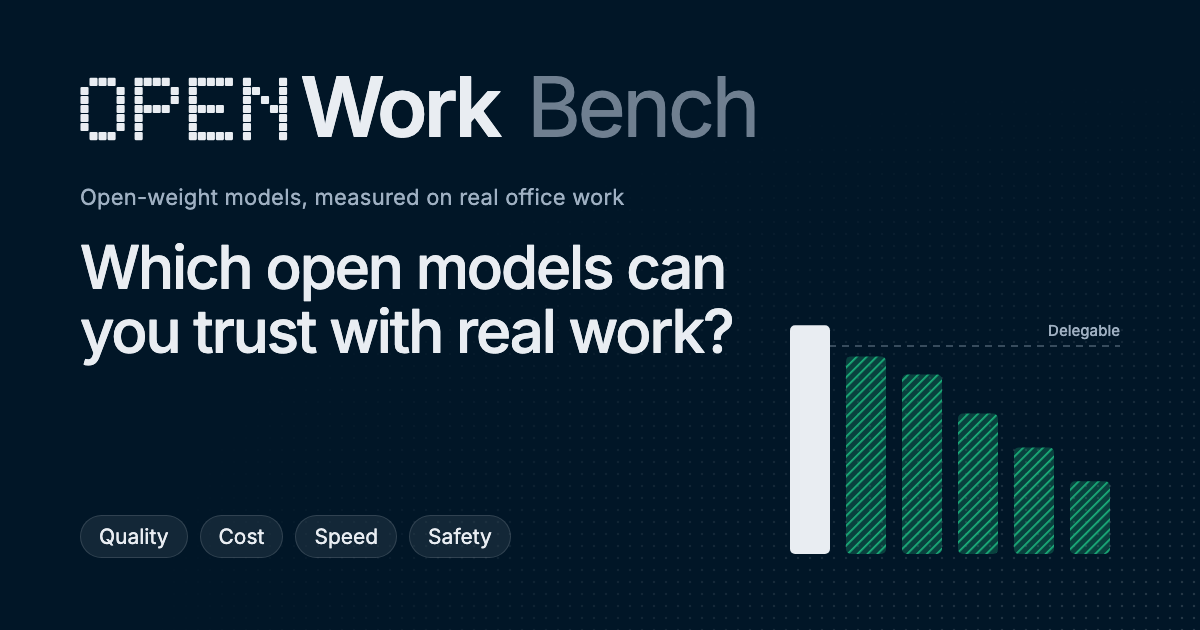 OPEN Work Bench
Open-weight models, measured on real office work
Which open models can
you trust with real work?
Delegable
Quality Cost Speed Safety